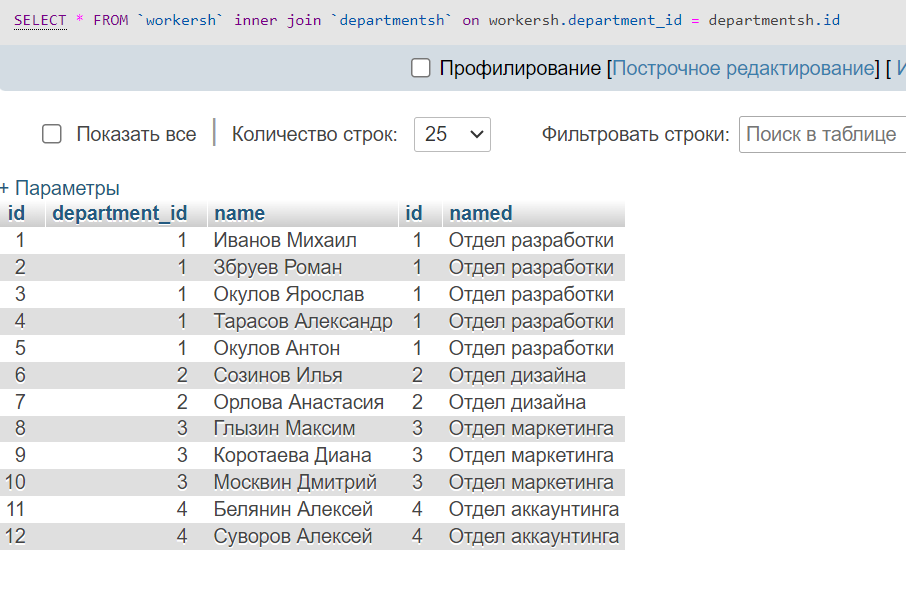 SELECT * FROM `workersh` inner join `departmentsh` on workersh.department_id = departmentsh.id
Профилирование [Построчное редактирование] [
Показать все | Количество строк: 25 Фильтровать строки: Поиск в таблице
+ Параметры
id department_id name id named
1 1 Иванов Михаил 1 Отдел разработки
2 1 Збруев Роман 1 Отдел разработки
3 1 Окулов Ярослав 1 Отдел разработки
4 1 Тарасов Александр 1 Отдел разработки
5 1 Окулов Антон 1 Отдел разработки
6 2 Созинов Илья 2 Отдел дизайна
7 2 Орлова Анастасия 2 Отдел дизайна
8 3 Глызин Максим 3 Отдел маркетинга
9 3 Коротаева Диана 3 Отдел маркетинга
10 3 Москвин Дмитрий 3 Отдел маркетинга
11 4 Белянин Алексей 4 Отдел аккаунтинга
12 4 Суворов Алексей 4 Отдел аккаунтинга